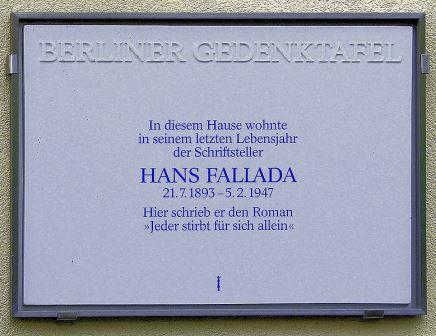 BERLINER GEDENKTAFEL
In diesem Hause wohnte
in seinem letzten Lebensjahr
der Schriftsteller
HANS FALLADA
21.7.1893 – 5.2.1947
Hier schrieb er den Roman
»Jeder stirbt für sich allein«